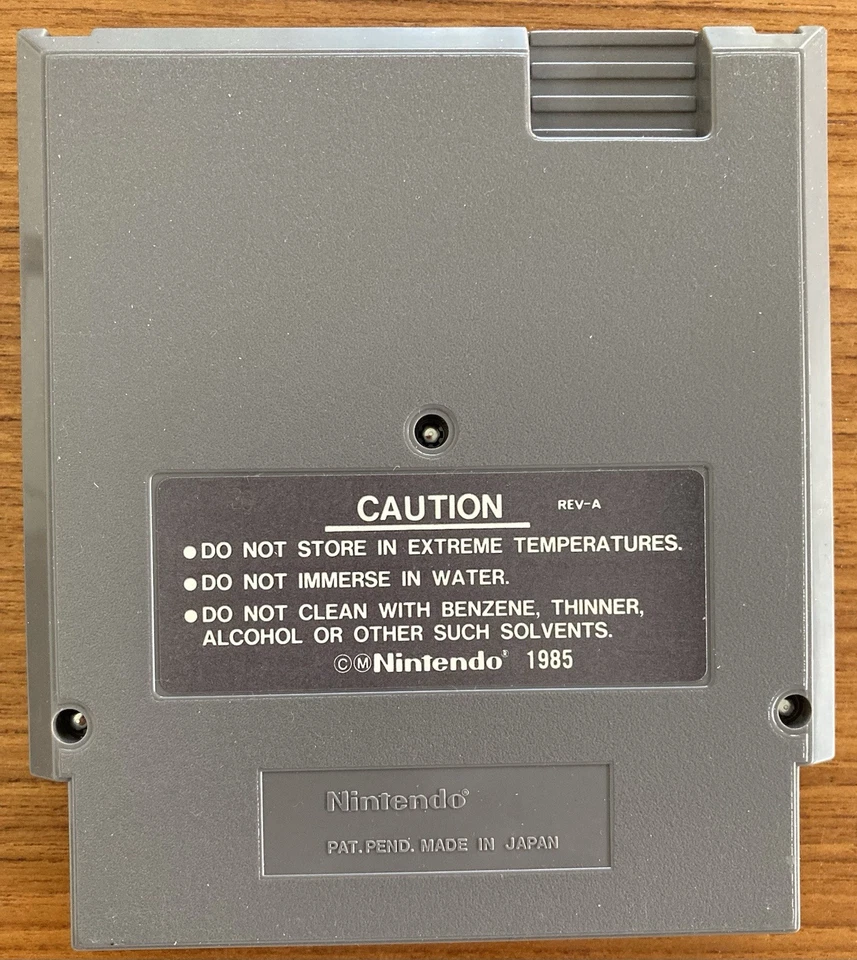 CAUTION REV-A
●DO NOT STORE IN EXTREME TEMPERATURES.
●DO NOT IMMERSE IN WATER.
●DO NOT CLEAN WITH BENZENE, THINNER,
ALCOHOL OR OTHER SUCH SOLVENTS.
©ⓂNintendo® 1985
Nintendo®
PAT. PEND. MADE IN JAPAN